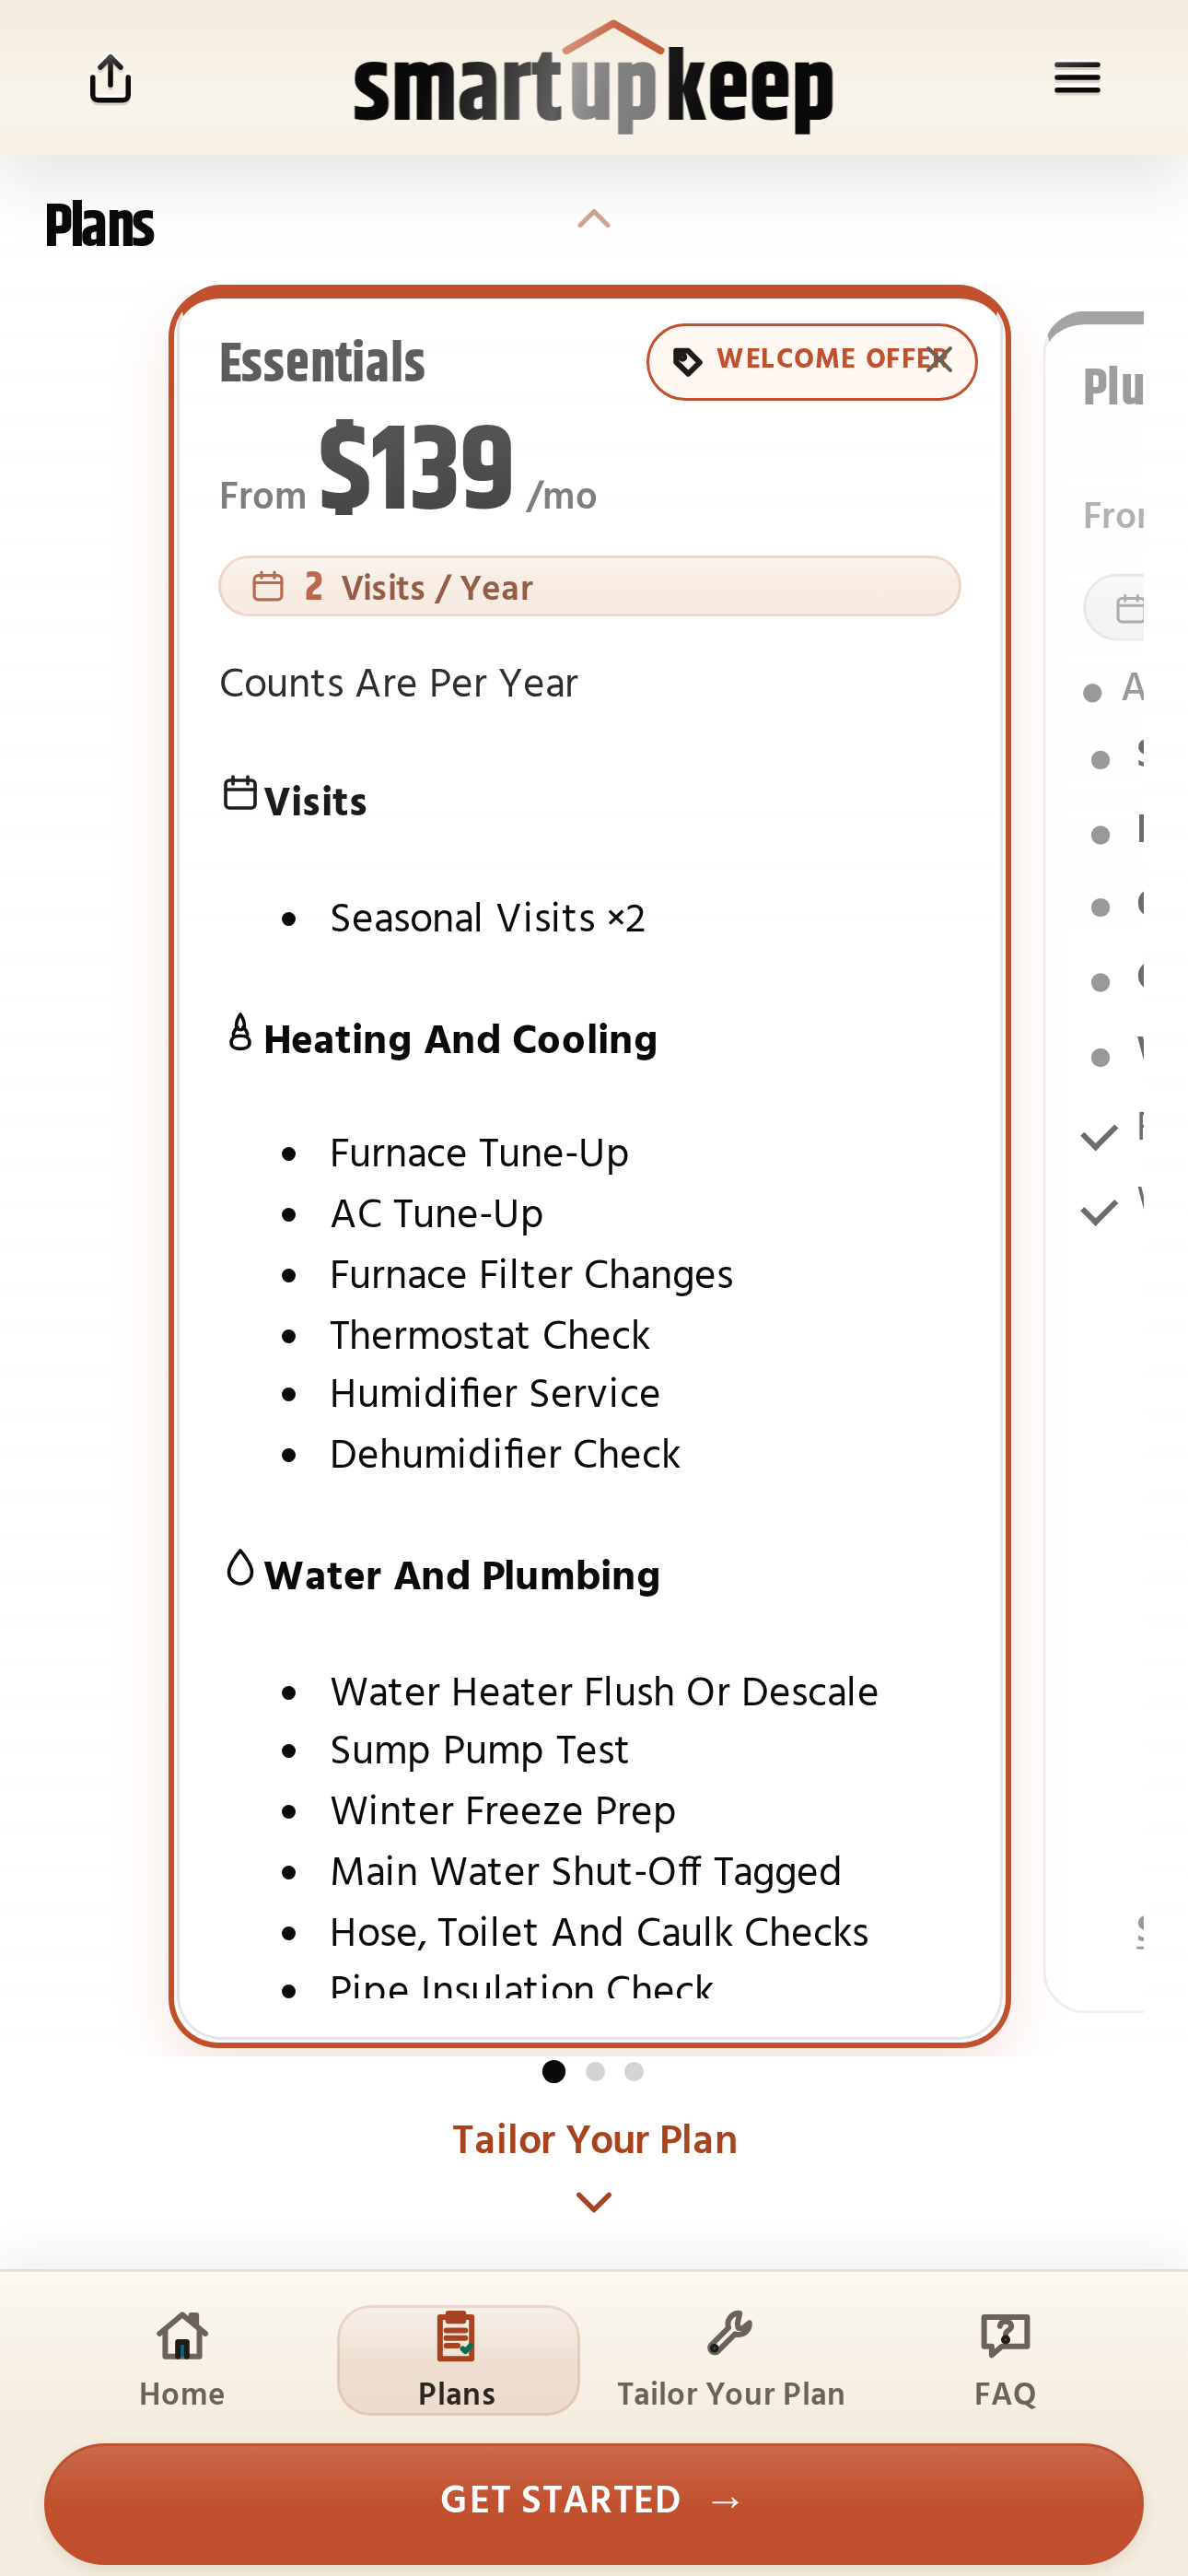 smartupkeep
Plans
Essentials
WELCOME OFFER
From $139 /mo
2 Visits / Year
Counts Are Per Year
Visits
• Seasonal Visits ×2
Heating And Cooling
• Furnace Tune-Up
• AC Tune-Up
• Furnace Filter Changes
• Thermostat Check
• Humidifier Service
• Dehumidifier Check
Water And Plumbing
• Water Heater Flush Or Descale
• Sump Pump Test
• Winter Freeze Prep
• Main Water Shut-Off Tagged
• Hose, Toilet And Caulk Checks
• Pipe Insulation Check
Tailor Your Plan
Home
Plans
Tailor Your Plan
FAQ
GET STARTED →